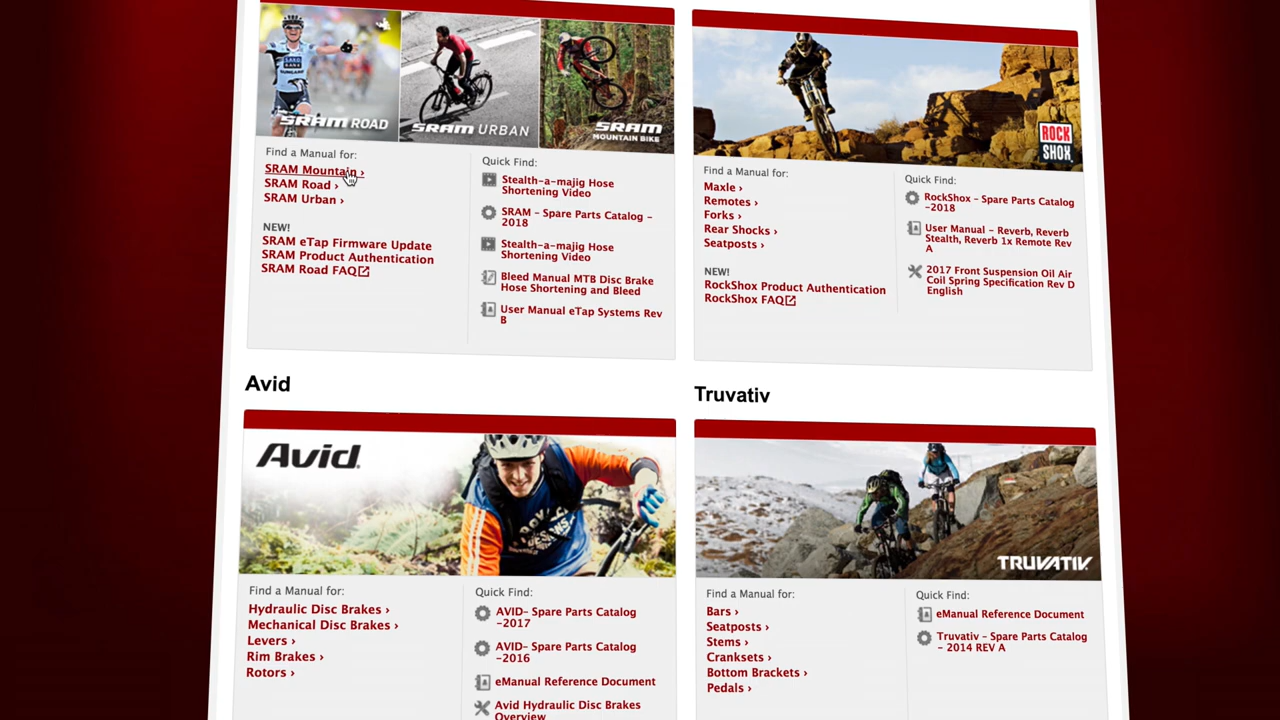 SRAM ROAD
SRAM URBAN
SRAM
MOUNTAIN BIKE
Find a Manual for:
SRAM Mountain ›
SRAM Road ›
SRAM Urban ›
NEW!
SRAM eTap Firmware Update
SRAM Product Authentication
SRAM Road FAQ
Quick Find:
Stealth-a-majig Hose
Shortening Video
SRAM - Spare Parts Catalog -
2018
Stealth-a-majig Hose
Shortening Video
Bleed Manual MTB Disc Brake
Hose Shortening and Bleed
User Manual eTap Systems Rev
B
ROCK
SHOX
Find a Manual for:
Maxle ›
Remotes ›
Forks ›
Rear Shocks ›
Seatposts ›
NEW!
RockShox Product Authentication
RockShox FAQ
Quick Find:
RockShox - Spare Parts Catalog
-2018
User Manual - Reverb, Reverb
Stealth, Reverb 1x Remote Rev
A
2017 Front Suspension Oil Air
Coil Spring Specification Rev D
English
Avid
Avid
Find a Manual for:
Hydraulic Disc Brakes ›
Mechanical Disc Brakes ›
Levers ›
Rim Brakes ›
Rotors ›
Quick Find:
AVID- Spare Parts Catalog
-2017
AVID- Spare Parts Catalog
-2016
eManual Reference Document
Avid Hydraulic Disc Brakes
Overview
Truvativ
TRUVATIV
Find a Manual for:
Bars ›
Seatposts ›
Stems ›
Cranksets ›
Bottom Brackets ›
Pedals ›
Quick Find:
eManual Reference Document
Truvativ - Spare Parts Catalog
- 2014 REV A